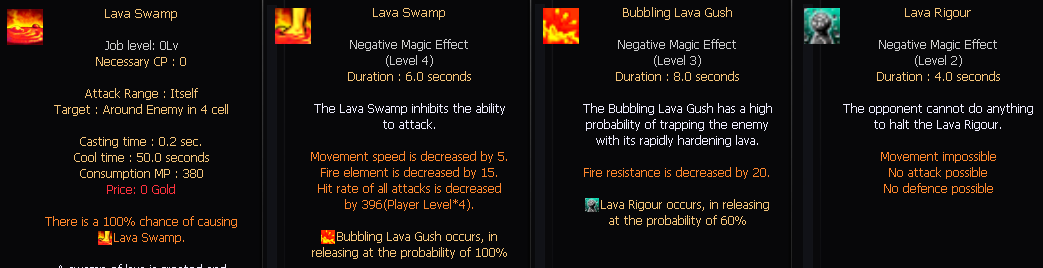 Lava Swamp
Job level: 0Lv
Necessary CP : 0
Attack Range : Itself
Target : Around Enemy in 4 cell
Casting time : 0.2 sec.
Cool time : 50.0 seconds
Consumption MP : 380
Price: 0 Gold
There is a 100% chance of causing
Lava Swamp.
Lava Swamp
Negative Magic Effect
(Level 4)
Duration : 6.0 seconds
The Lava Swamp inhibits the ability
to attack.
Movement speed is decreased by 5.
Fire element is decreased by 15.
Hit rate of all attacks is decreased
by 396(Player Level*4).
Bubbling Lava Gush occurs, in
releasing at the probability of 100%
Bubbling Lava Gush
Negative Magic Effect
(Level 3)
Duration : 8.0 seconds
The Bubbling Lava Gush has a high
probability of trapping the enemy
with its rapidly hardening lava.
Fire resistance is decreased by 20.
Lava Rigour occurs, in releasing
at the probability of 60%
Lava Rigour
Negative Magic Effect
(Level 2)
Duration : 4.0 seconds
The opponent cannot do anything
to halt the Lava Rigour.
Movement impossible
No attack possible
No defence possible